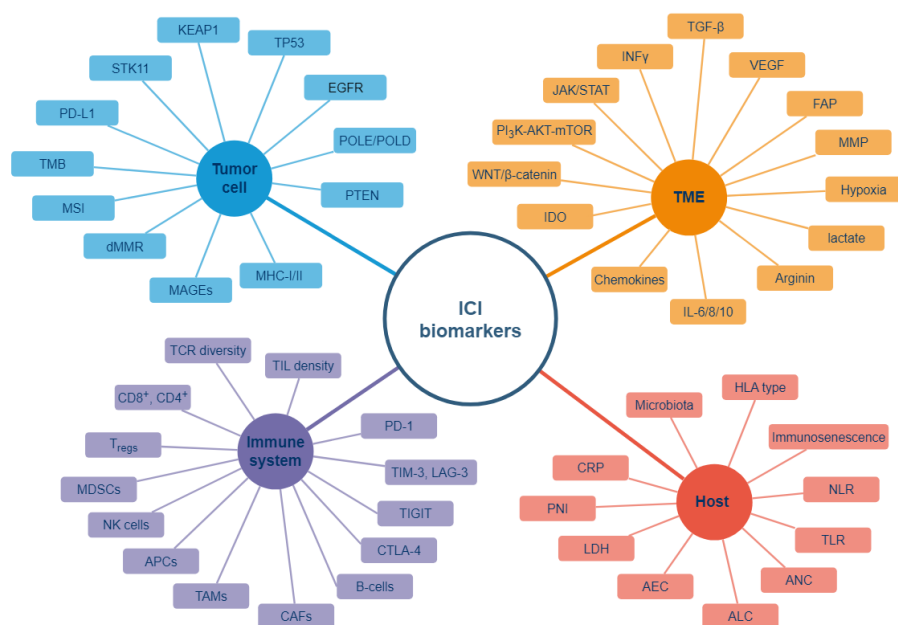 KEAP1
TP53
STK11
EGFR
PD-L1
POLE/POLD
TMB
Tumor
cell
PTEN
MSI
dMMR
MHC-I/II
MAGEs
TGF-β
INFγ
VEGF
JAK/STAT
FAP
PI₃K-AKT-mTOR
MMP
WNT/β-catenin
TME
Hypoxia
IDO
lactate
Chemokines
Arginin
IL-6/8/10
ICI
biomarkers
TCR diversity
TIL density
CD8⁺, CD4⁺
PD-1
Tregs
Immune
system
TIM-3, LAG-3
MDSCs
TIGIT
NK cells
CTLA-4
APCs
B-cells
TAMs
CAFs
HLA type
Microbiota
Immunosenescence
CRP
NLR
PNI
Host
TLR
LDH
ANC
AEC
ALC